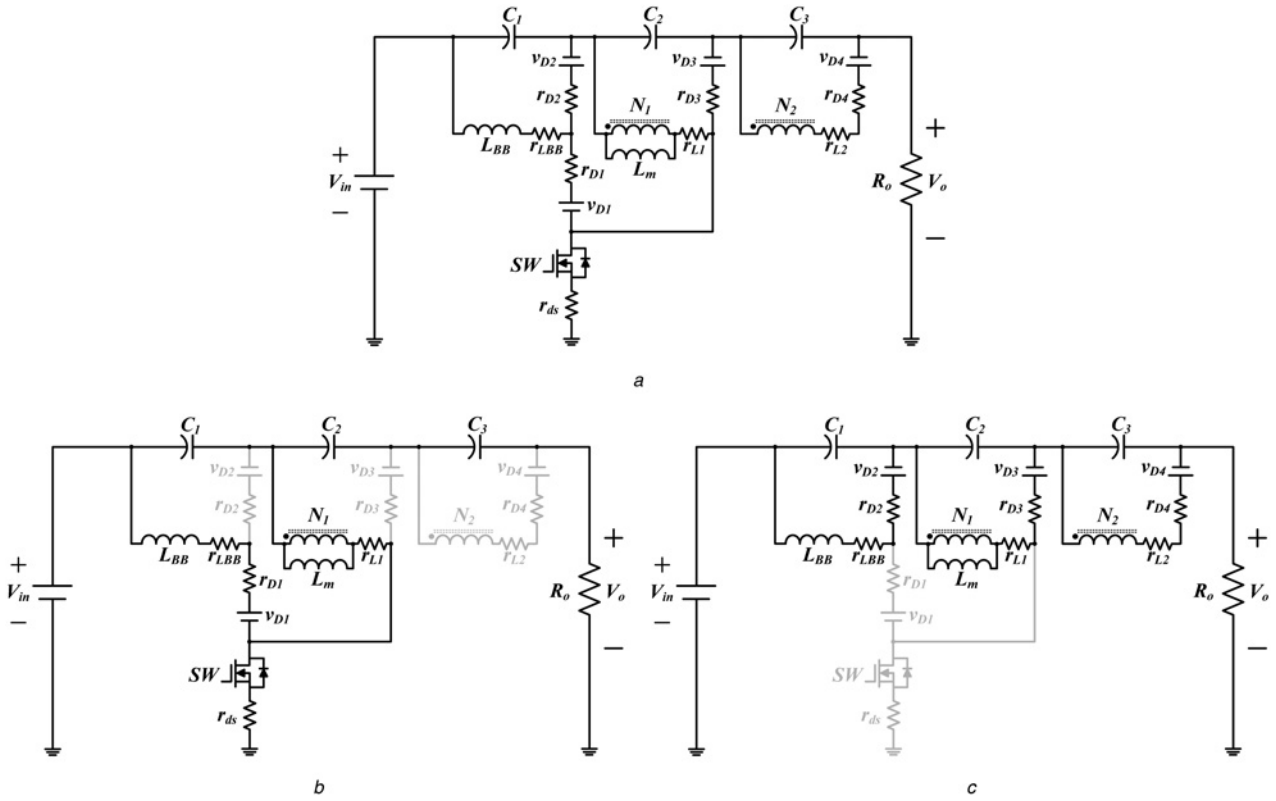 C1 C2 C3
vD2 vD3 vD4
rD2 rD3 rD4
N1 N2
LBB rLBB rL1 rL2
Lm
rD1
vD1
+ Vin −
SW
rds
+ Ro Vo −
a
C1 C2 C3
vD2 vD3 vD4
rD2 rD3 rD4
N1 N2
LBB rLBB rL1 rL2
Lm
rD1
vD1
+ Vin −
SW
rds
+ Ro Vo −
b
C1 C2 C3
vD2 vD3 vD4
rD2 rD3 rD4
N1 N2
LBB rLBB rL1 rL2
Lm
rD1
vD1
+ Vin −
SW
rds
+ Ro Vo −
c